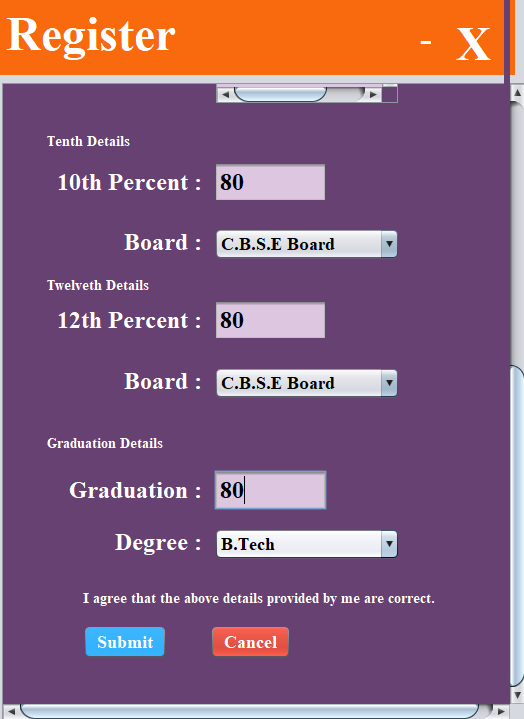 Register - X
Tenth Details
10th Percent : 80
Board : C.B.S.E Board
Twelveth Details
12th Percent : 80
Board : C.B.S.E Board
Graduation Details
Graduation : 80
Degree : B.Tech
I agree that the above details provided by me are correct.
Submit Cancel